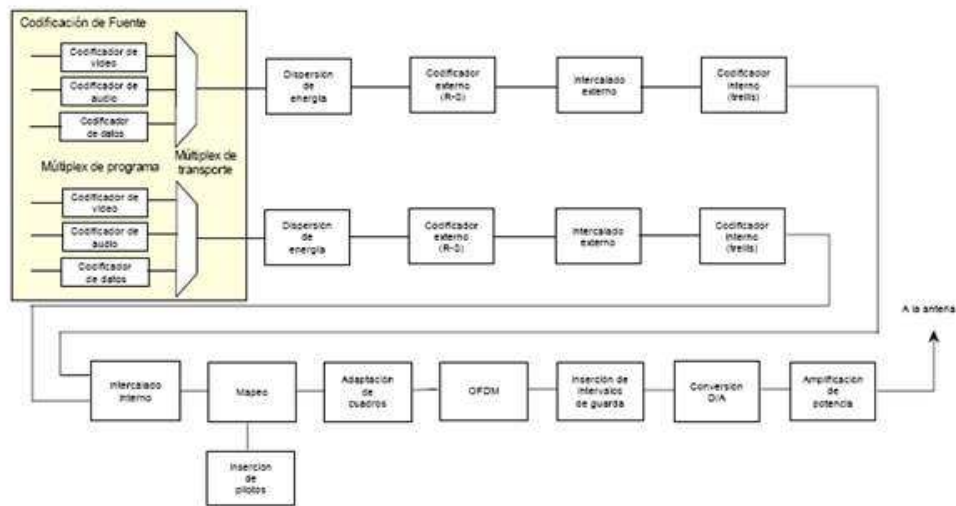 Codificación de Fuente
Codificador de
video
Codificador de
audio
Codificador
de datos
Múltiplex de programa
Múltiplex de
transporte
Codificador de
video
Codificador de
audio
Codificador
de datos
Dispersión
de
energía
Codificador
externo
(R-S)
Intercalado
externo
Codificador
interno
(trellis)
Dispersión
de
energía
Codificador
externo
(R-S)
Intercalado
externo
Codificador
interno
(trellis)
A la antena
Intercalado
interno
Mapeo
Adaptación
de
cuadros
OFDM
Inserción de
intervalos
de guarda
Conversión
D/A
Amplificación
de
potencia
Inserción
de
pilotos